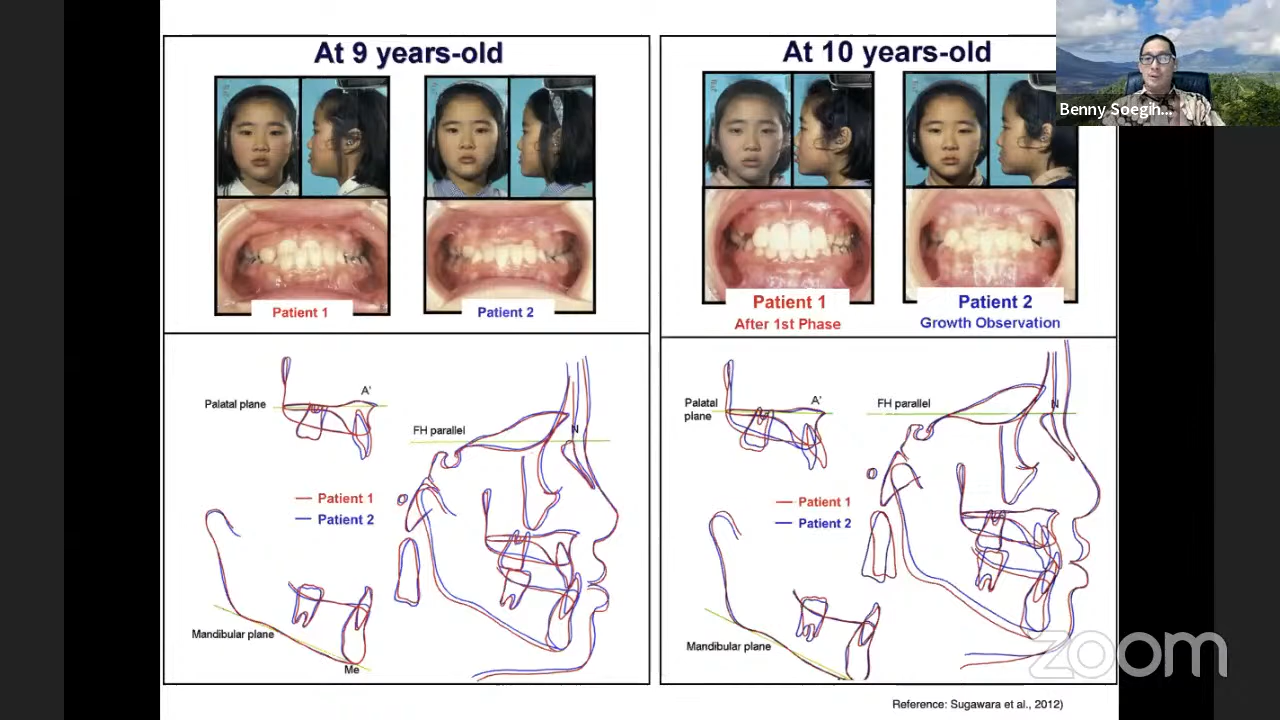 At 9 years-old
Patient 1
Patient 2
Palatal plane
A'
FH parallel
N
Patient 1
Patient 2
Mandibular plane
Me
At 10 years-old
Patient 1
After 1st Phase
Patient 2
Growth Observation
Palatal
plane
A'
FH parallel
N
Patient 1
Patient 2
Mandibular plane
Reference: Sugawara et al., 2012)
Benny Soegih...
zoom